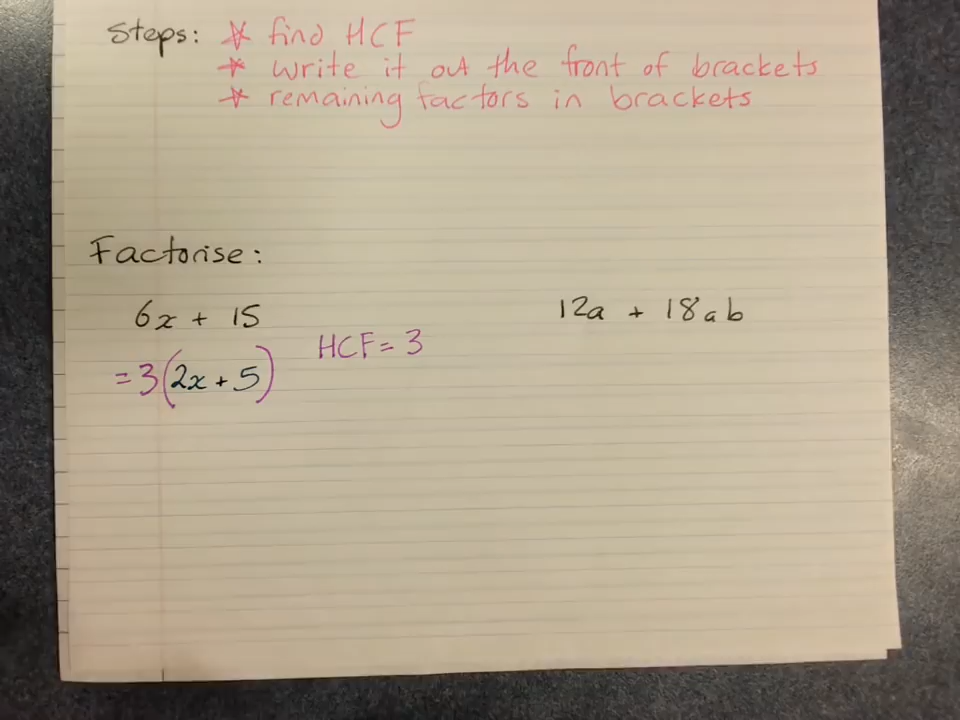 Steps: * find HCF
* write it out the front of brackets
* remaining factors in brackets
Factorise:
6x + 15
HCF = 3
= 3(2x + 5)
12a + 18ab